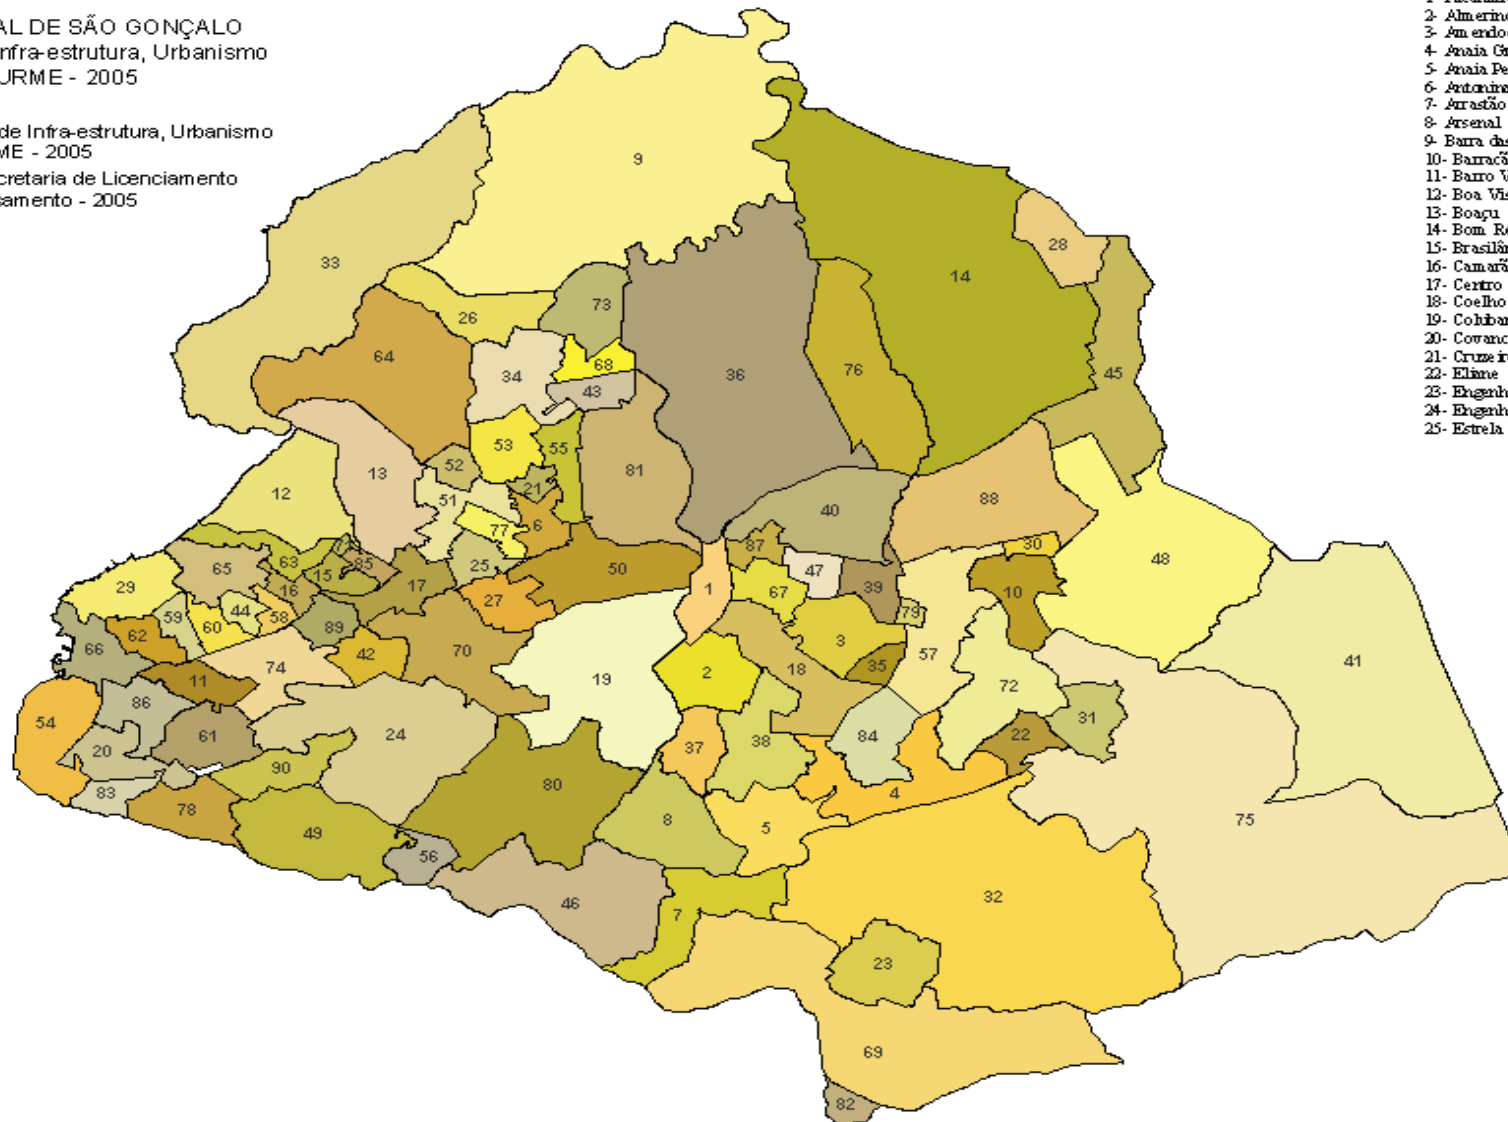 AL DE SÃO GONÇALO
nfra-estrutura, Urbanismo
URME - 2005
de Infra-estrutura, Urbanismo
ME - 2005
cretaria de Licenciamento
samento - 2005
2- Almerin
3- Amendo
4- Anaia Gr
5- Anaia Pe
6- Antonina
7- Arrastão
8- Arsenal
9- Barra das
10- Barracã
11- Barro V
12- Boa Vis
13- Boaçu
14- Bom Re
15- Brasilân
16- Camarã
17- Centro
18- Coelho
19- Coluban
20- Covanc
21- Cruzeir
22- Eliane
23- Engenh
24- Engenh
25- Estrela
9
14
28
33
26
73
64
34
68
43
36
76
45
53
55
52
13
81
12
51
21
77
6
40
88
30
48
87
47
39
10
63
15
85
17
25
50
27
1
67
79
65
16
29
59
60
44
58
89
3
41
62
66
11
74
42
70
19
2
18
35
57
72
31
22
54
86
20
61
24
37
38
84
90
80
83
78
49
56
8
5
4
75
46
7
32
23
69
82